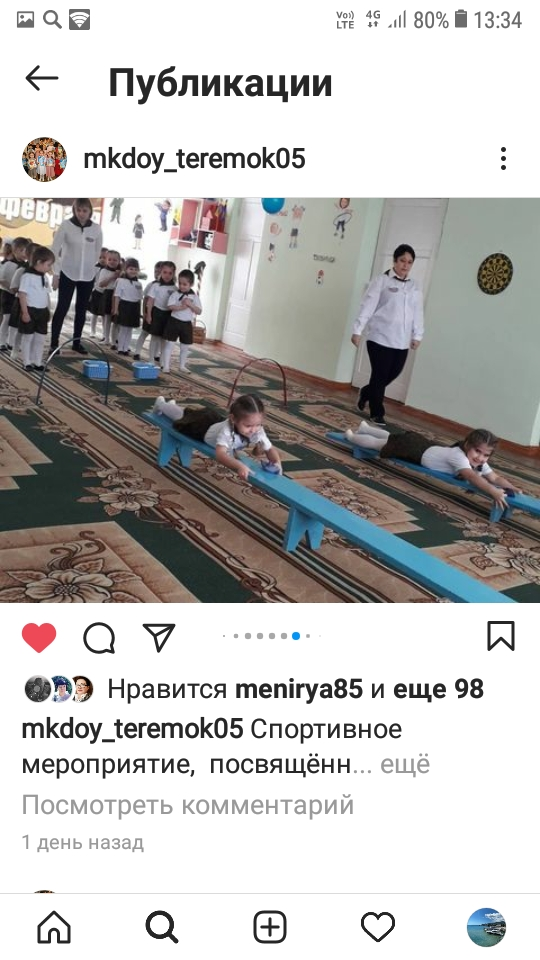 Vo))
LTE 4G 80% 13:34
Публикации
mkdoy_teremok05
февра
Нравится menirya85 и еще 98
mkdoy_teremok05 Спортивное
мероприятие, посвящённ... ещё
Посмотреть комментарий
1 день назад